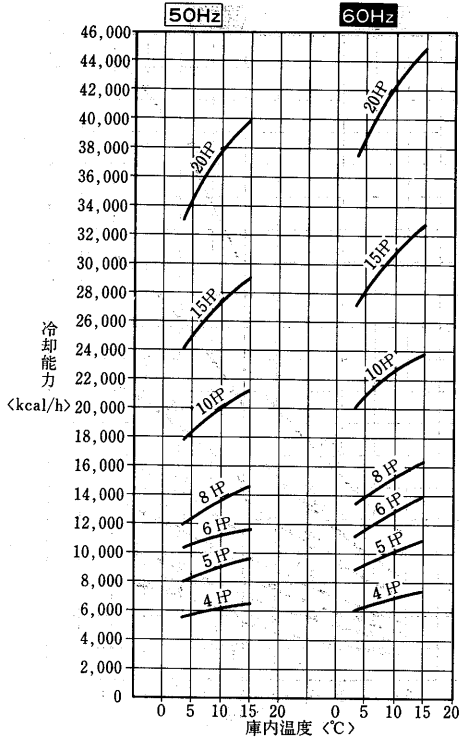 50Hz 60Hz
46,000
44,000
42,000
40,000
38,000
36,000
34,000
32,000
30,000
28,000
26,000
24,000
22,000
20,000
18,000
16,000
14,000
12,000
10,000
8,000
6,000
4,000
2,000
0
冷却能力
〈kcal/h〉
20HP
15HP
10HP
8HP
6HP
5HP
4HP
20HP
15HP
10HP
8HP
6HP
5HP
4HP
0 5 10 15 20 0 5 10 15 20
庫内温度〈℃〉